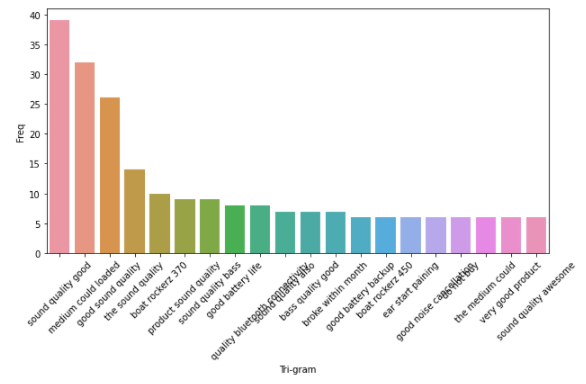 40
35
30
25
20
15
10
5
0
Freq
sound quality good
medium could loaded
good sound quality
the sound quality
boat rockerz 370
product sound quality
sound quality bass
good battery life
quality bluetooth connectivity
sound quality also
bass quality good
broke within month
good battery backup
boat rockerz 450
ear start paining
good noise cancellation
do not buy
the medium could
very good product
sound quality awesome
Tri-gram